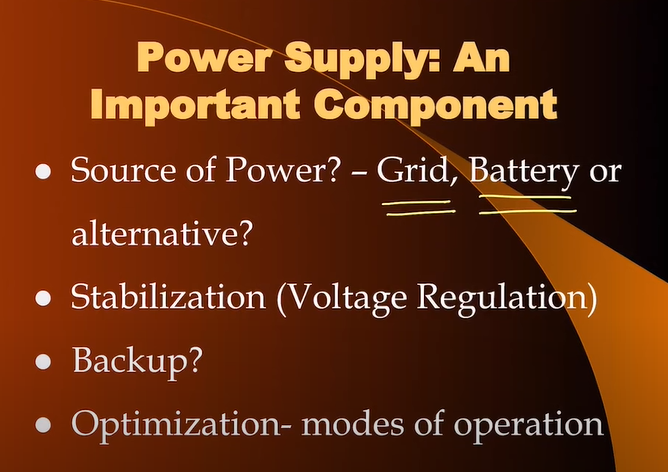 Power Supply: An
Important Component
● Source of Power? – Grid, Battery or
alternative?
● Stabilization (Voltage Regulation)
● Backup?
● Optimization- modes of operation